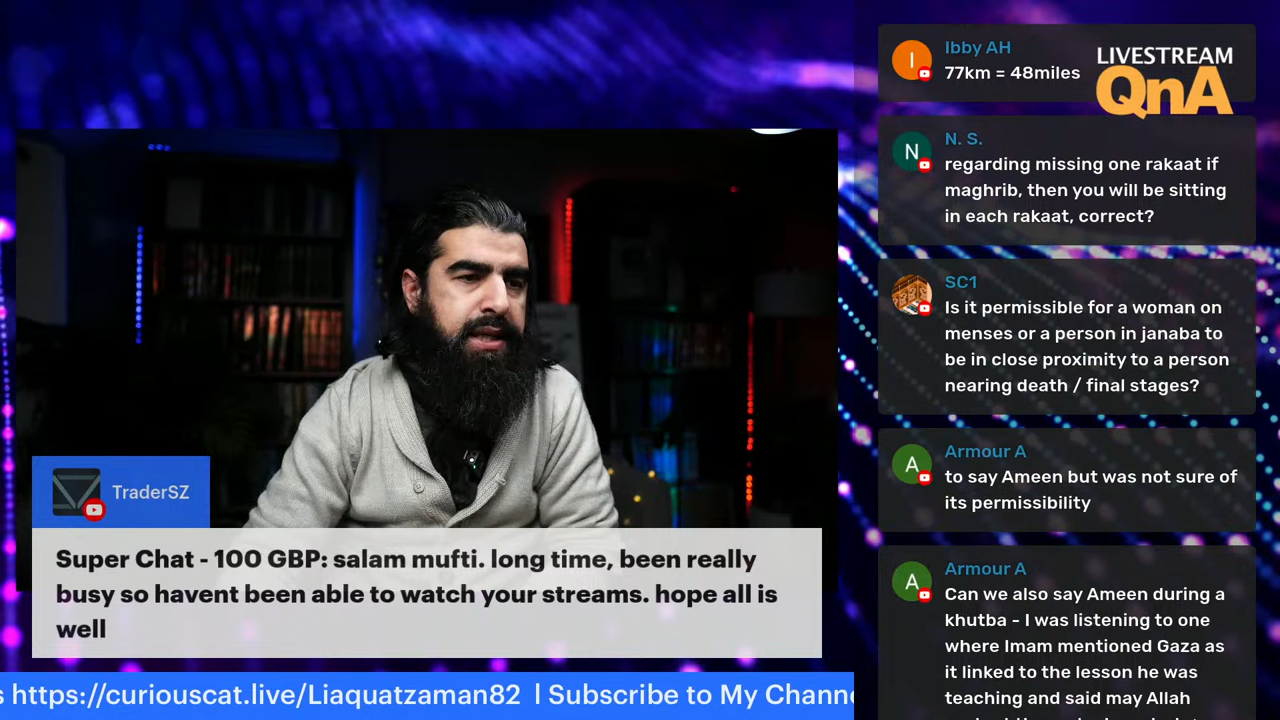 Ibby AH
77km = 48miles
LIVESTREAM
QnA
N
N. S.
regarding missing one rakaat if
maghrib, then you will be sitting
in each rakaat, correct?
SC1
Is it permissible for a woman on
menses or a person in janaba to
be in close proximity to a person
nearing death / final stages?
A
Armour A
to say Ameen but was not sure of
its permissibility
A
Armour A
Can we also say Ameen during a
khutba - I was listening to one
where Imam mentioned Gaza as
it linked to the lesson he was
teaching and said may Allah
TraderSZ
Super Chat - 100 GBP: salam mufti. long time, been really
busy so havent been able to watch your streams. hope all is
well
s https://curiouscat.live/Liaquatzaman82 | Subscribe to My Channe